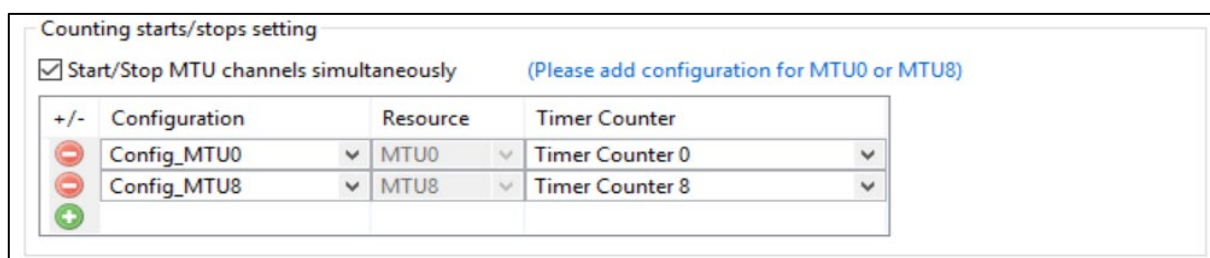 Counting starts/stops setting
Start/Stop MTU channels simultaneously (Please add configuration for MTU0 or MTU8)
+/- Configuration Resource Timer Counter
Config_MTU0 MTU0 Timer Counter 0
Config_MTU8 MTU8 Timer Counter 8